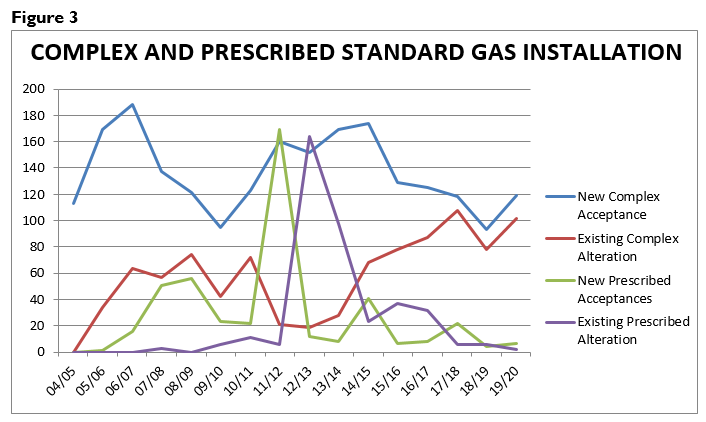 Figure 3
COMPLEX AND PRESCRIBED STANDARD GAS INSTALLATION
200
180
160
140
120
100
80
60
40
20
0
04/05
05/06
06/07
07/08
08/09
09/10
10/11
11/12
12/13
13/14
14/15
15/16
16/17
17/18
18/19
19/20
New Complex
Acceptance
Existing Complex
Alteration
New Prescribed
Acceptances
Existing Prescribed
Alteration